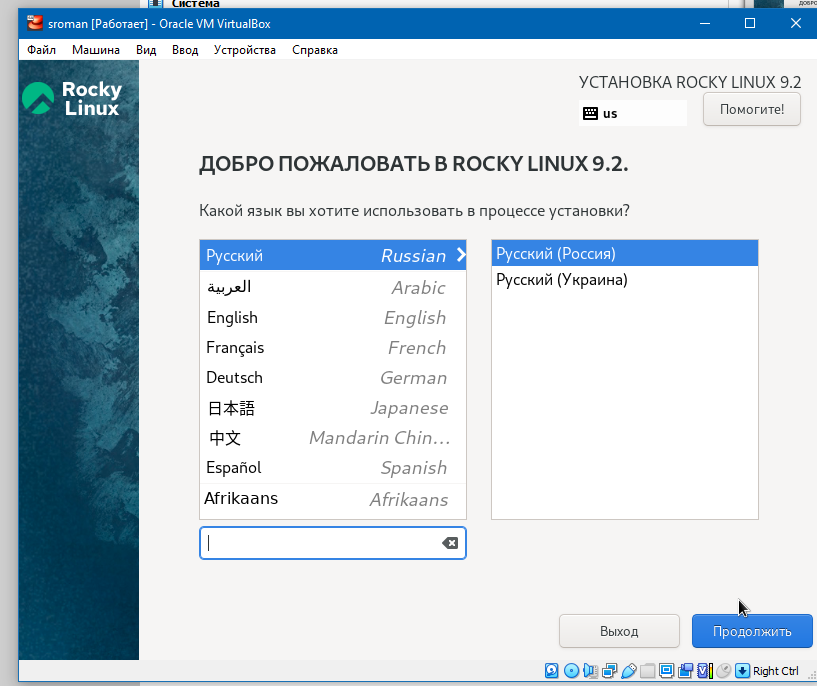 Система
sroman [Работает] - Oracle VM VirtualBox
Файл Машина Вид Ввод Устройства Справка
Rocky Linux
УСТАНОВКА ROCKY LINUX 9.2
us
Помогите!
ДОБРО ПОЖАЛОВАТЬ В ROCKY LINUX 9.2.
Какой язык вы хотите использовать в процессе установки?
Русский Russian
العربية Arabic
English English
Français French
Deutsch German
日本語 Japanese
中文 Mandarin Chin...
Español Spanish
Afrikaans Afrikaans
Русский (Россия)
Русский (Украина)
Выход
Продолжить
Right Ctrl